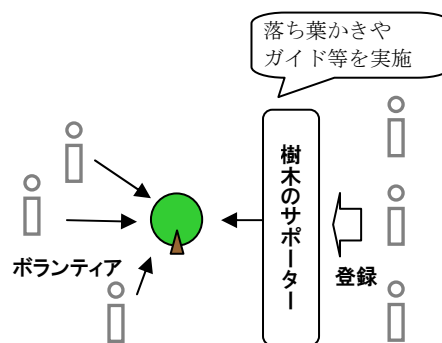 落ち葉かきや
ガイド等を実施
樹木のサポーター
ボランティア
登録